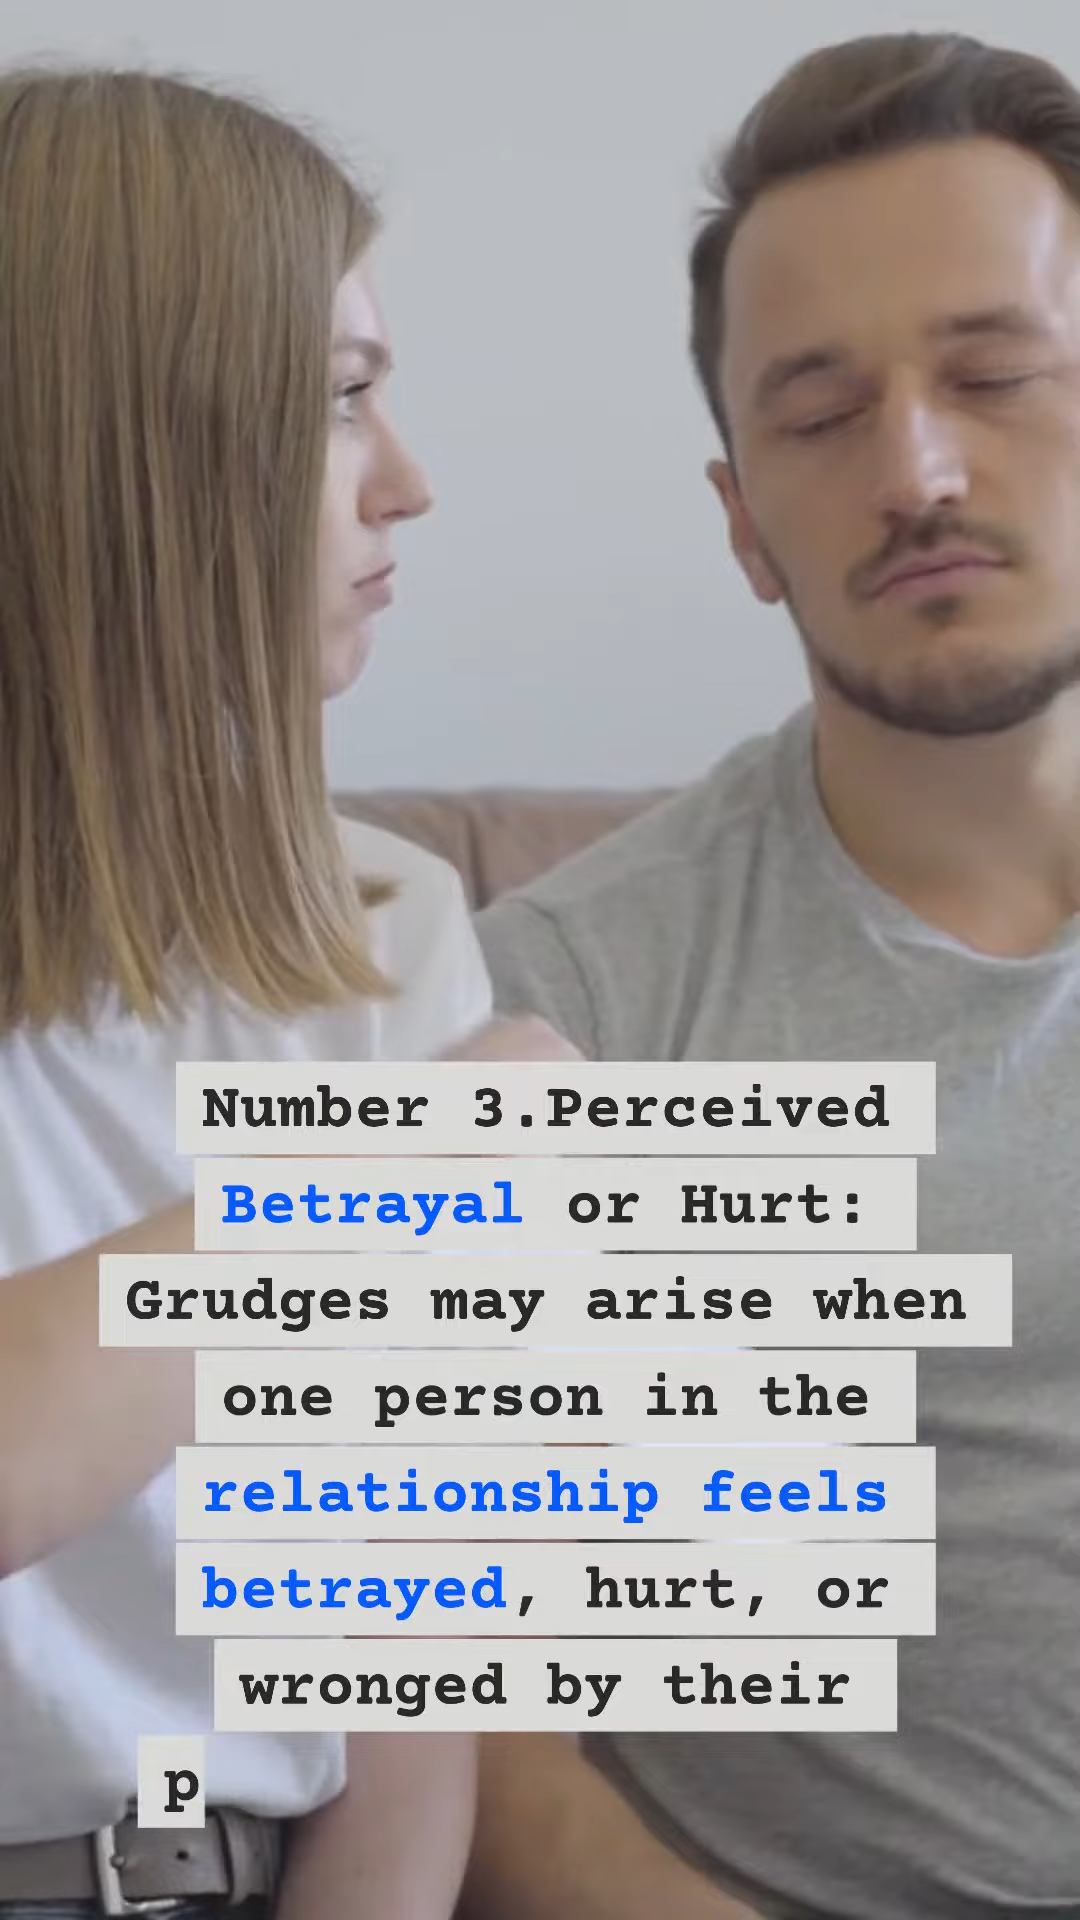 Number 3.Perceived
Betrayal or Hurt:
Grudges may arise when
one person in the
relationship feels
betrayed, hurt, or
wronged by their
p